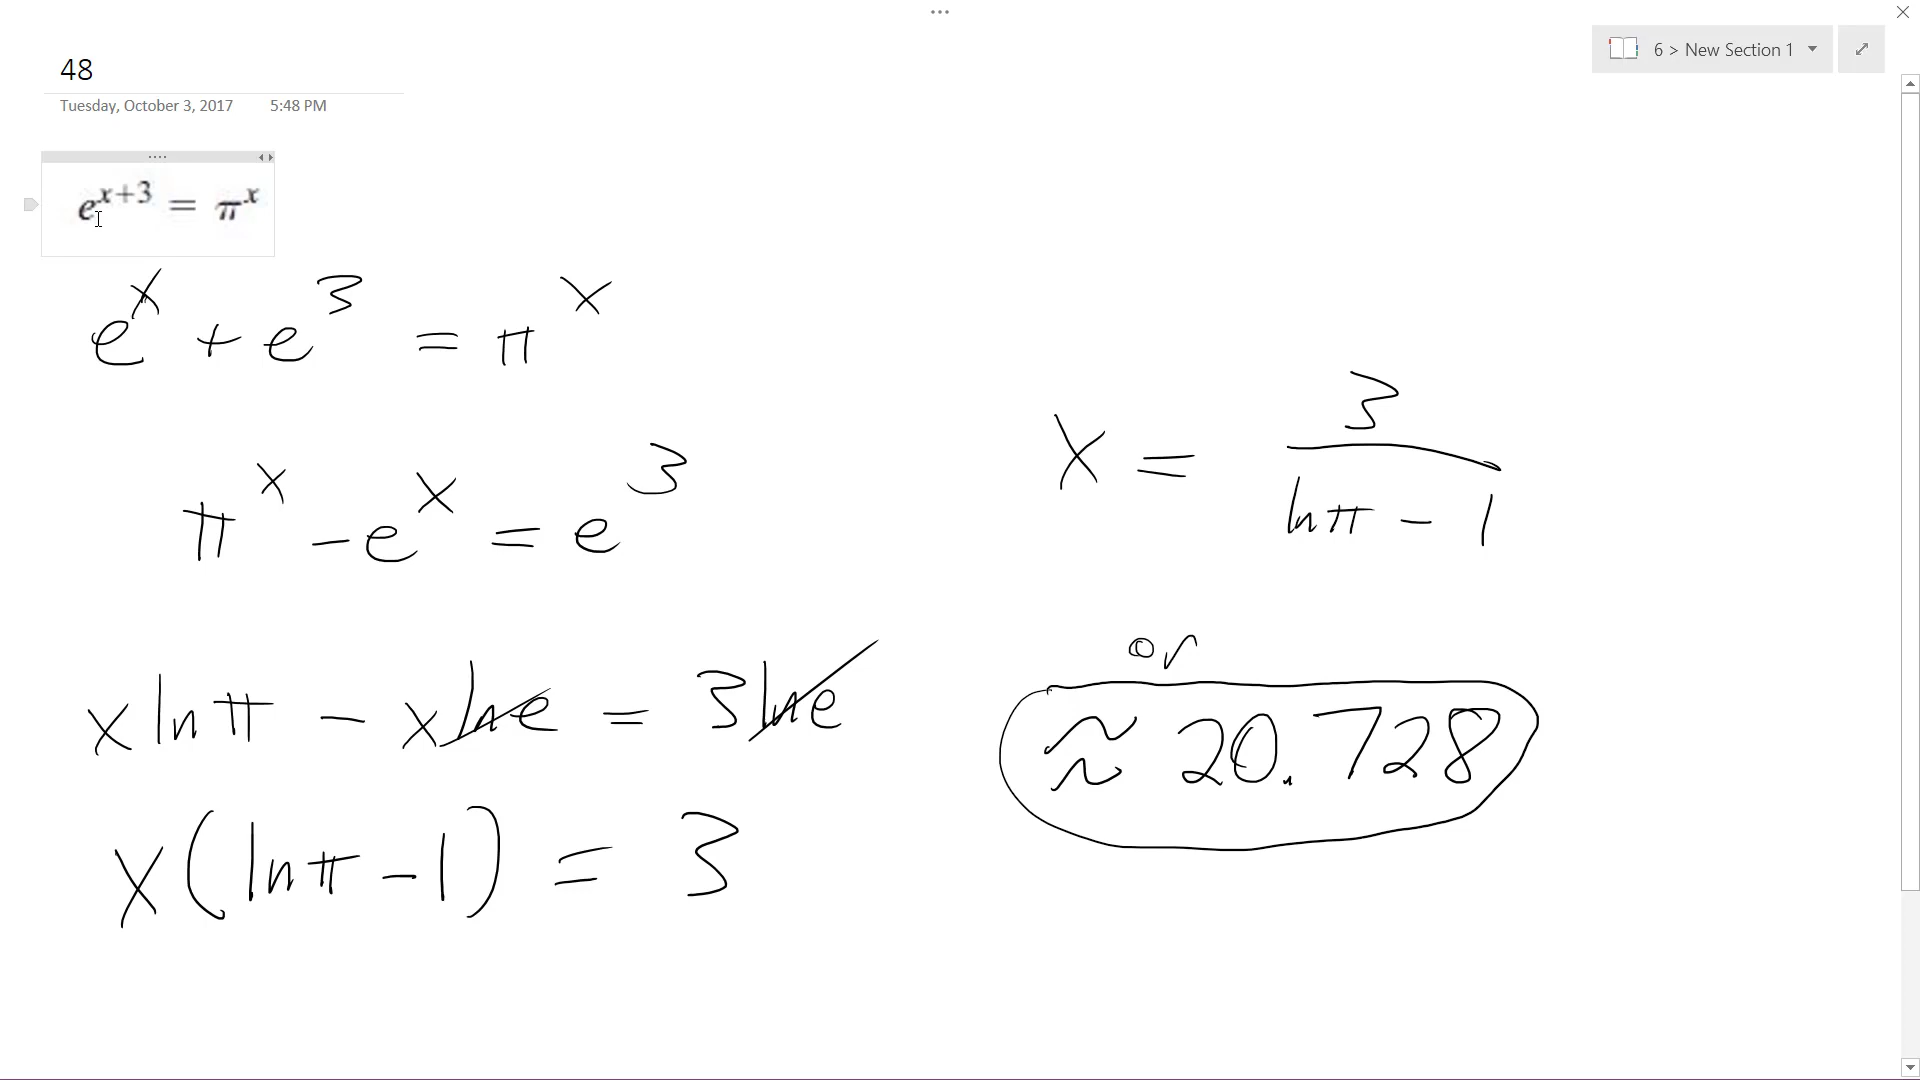 6 > New Section 1
48
Tuesday, October 3, 2017 5:48 PM
e^{x+3} = π^x
e^x + e^3 = π^x
π^x - e^x = e^3
x ln π - x ln e = 3 ln e
x(ln π - 1) = 3
x = 3 / (ln π - 1)
or
≈ 20.728